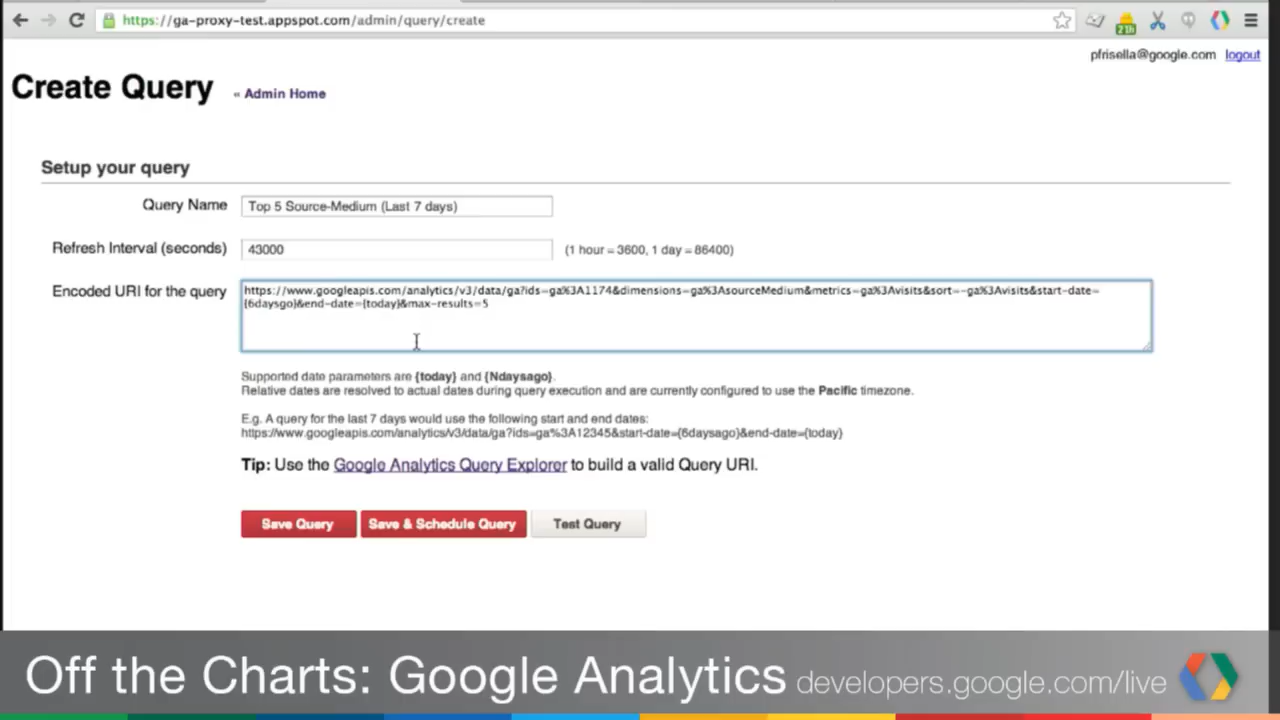 https://ga-proxy-test.appspot.com/admin/query/create
21h
pfrisella@google.com logout
Create Query « Admin Home
Setup your query
Query Name Top 5 Source-Medium (Last 7 days)
Refresh Interval (seconds) 43000 (1 hour = 3600, 1 day = 86400)
Encoded URI for the query https://www.googleapis.com/analytics/v3/data/ga?ids=ga%3A1174&dimensions=ga%3AsourceMedium&metrics=ga%3Avisits&sort=-ga%3Avisits&start-date=
{6daysgo}&end-date={today}&max-results=5
Supported date parameters are {today} and {Ndaysago}.
Relative dates are resolved to actual dates during query execution and are currently configured to use the Pacific timezone.
E.g. A query for the last 7 days would use the following start and end dates:
https://www.googleapis.com/analytics/v3/data/ga?ids=ga%3A12345&start-date={6daysago}&end-date={today}
Tip: Use the Google Analytics Query Explorer to build a valid Query URI.
Save Query Save & Schedule Query Test Query
Off the Charts: Google Analytics developers.google.com/live